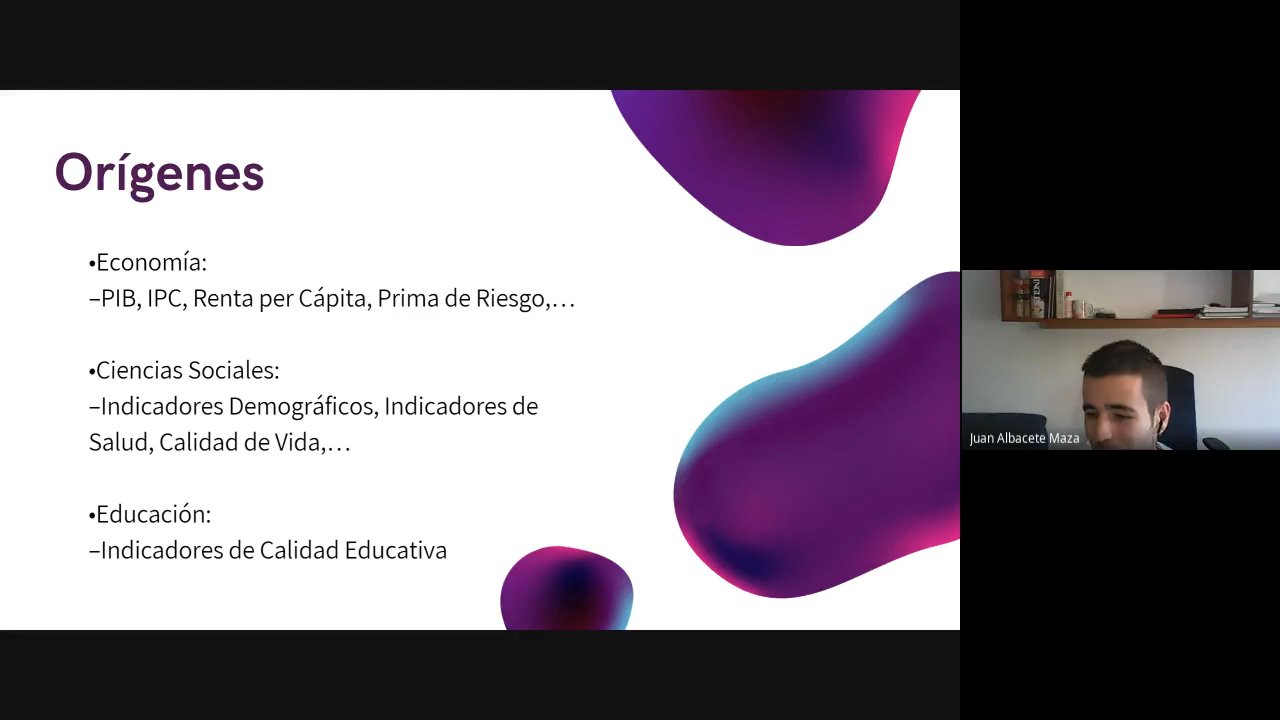 Orígenes
•Economía:
–PIB, IPC, Renta per Cápita, Prima de Riesgo,…
•Ciencias Sociales:
–Indicadores Demográficos, Indicadores de
Salud, Calidad de Vida,…
•Educación:
–Indicadores de Calidad Educativa
Juan Albacete Maza